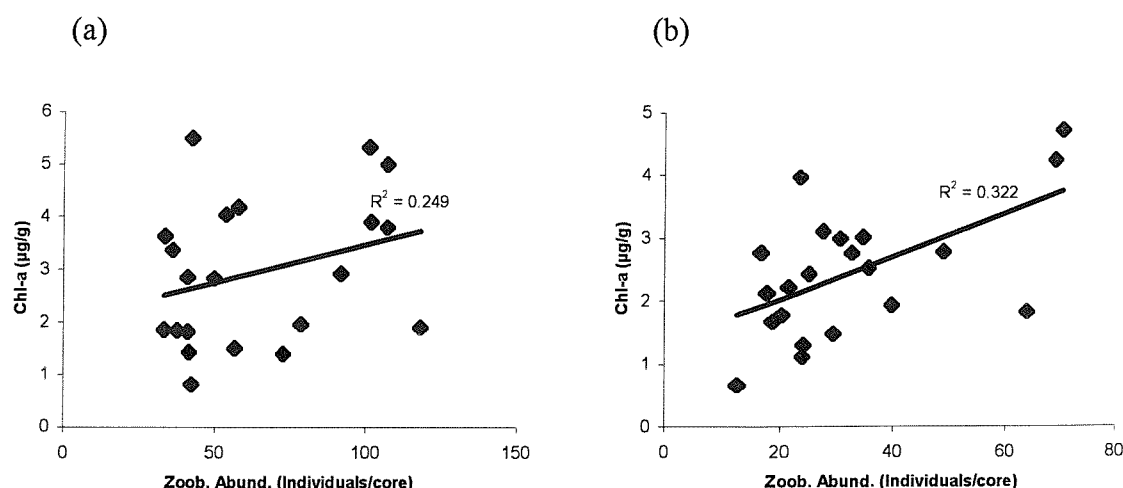 (a)
6
5
4
3
2
1
0
Chl-a (µg/g)
R² = 0.249
0 50 100 150
Zoob. Abund. (Individuals/core)
(b)
5
4
3
2
1
0
Chl-a (µg/g)
R² = 0.322
0 20 40 60 80
Zoob. Abund. (Individuals/core)